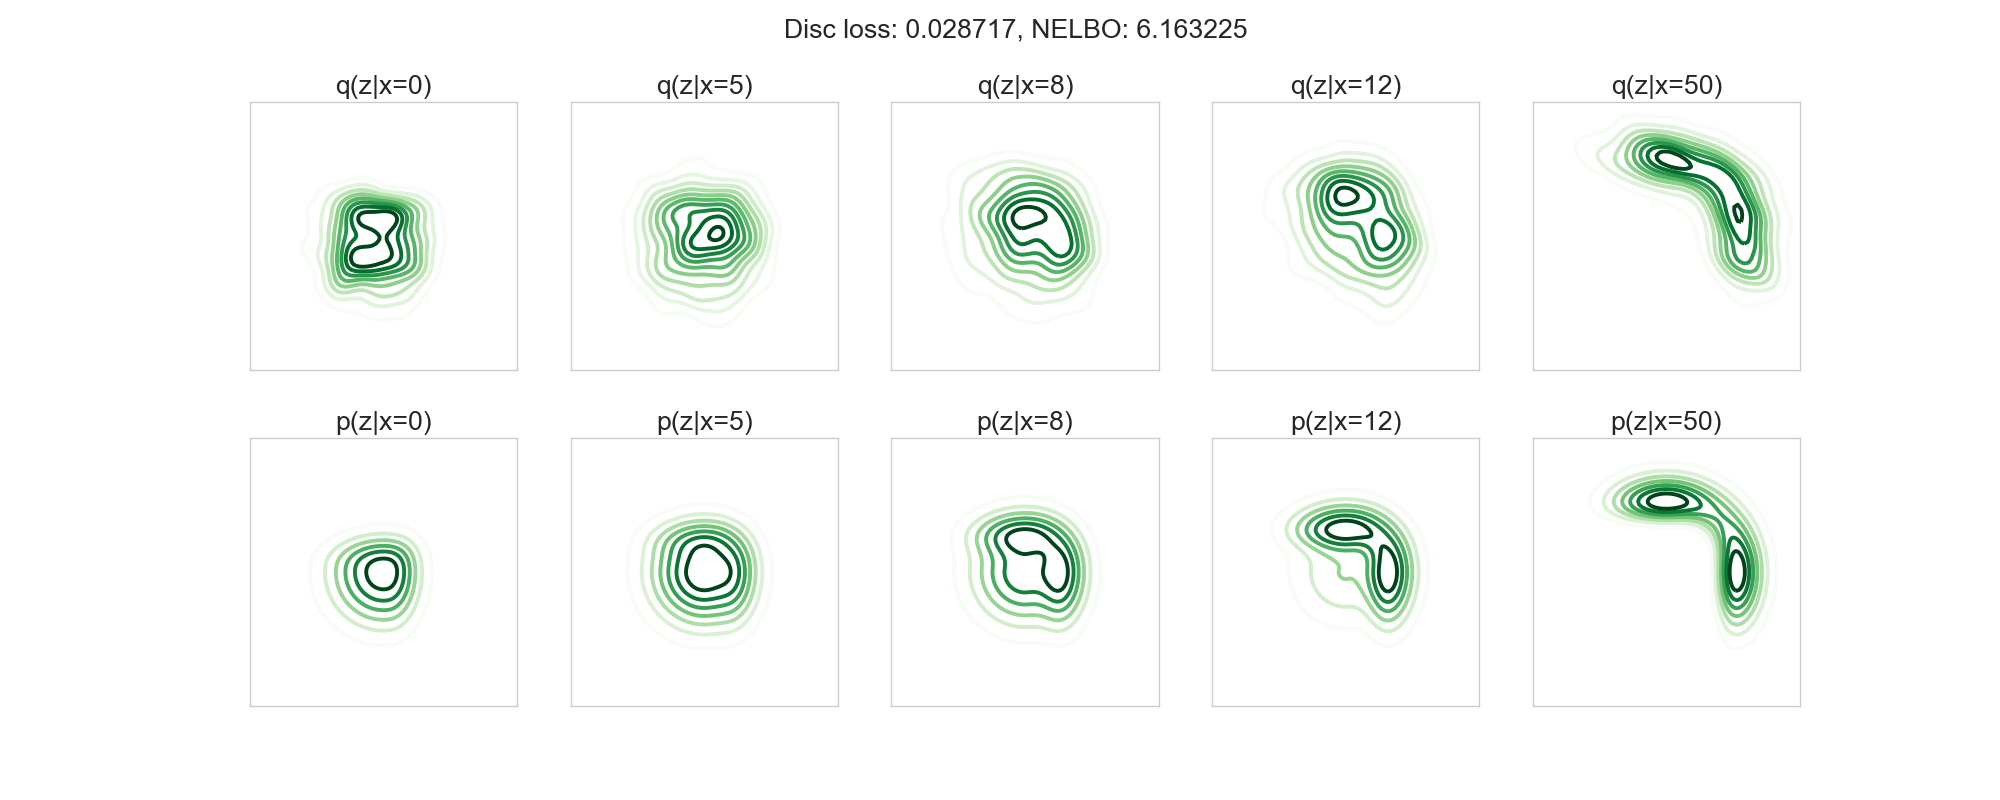 Disc loss: 0.028717, NELBO: 6.163225
q(z|x=0) q(z|x=5) q(z|x=8) q(z|x=12) q(z|x=50)
p(z|x=0) p(z|x=5) p(z|x=8) p(z|x=12) p(z|x=50)